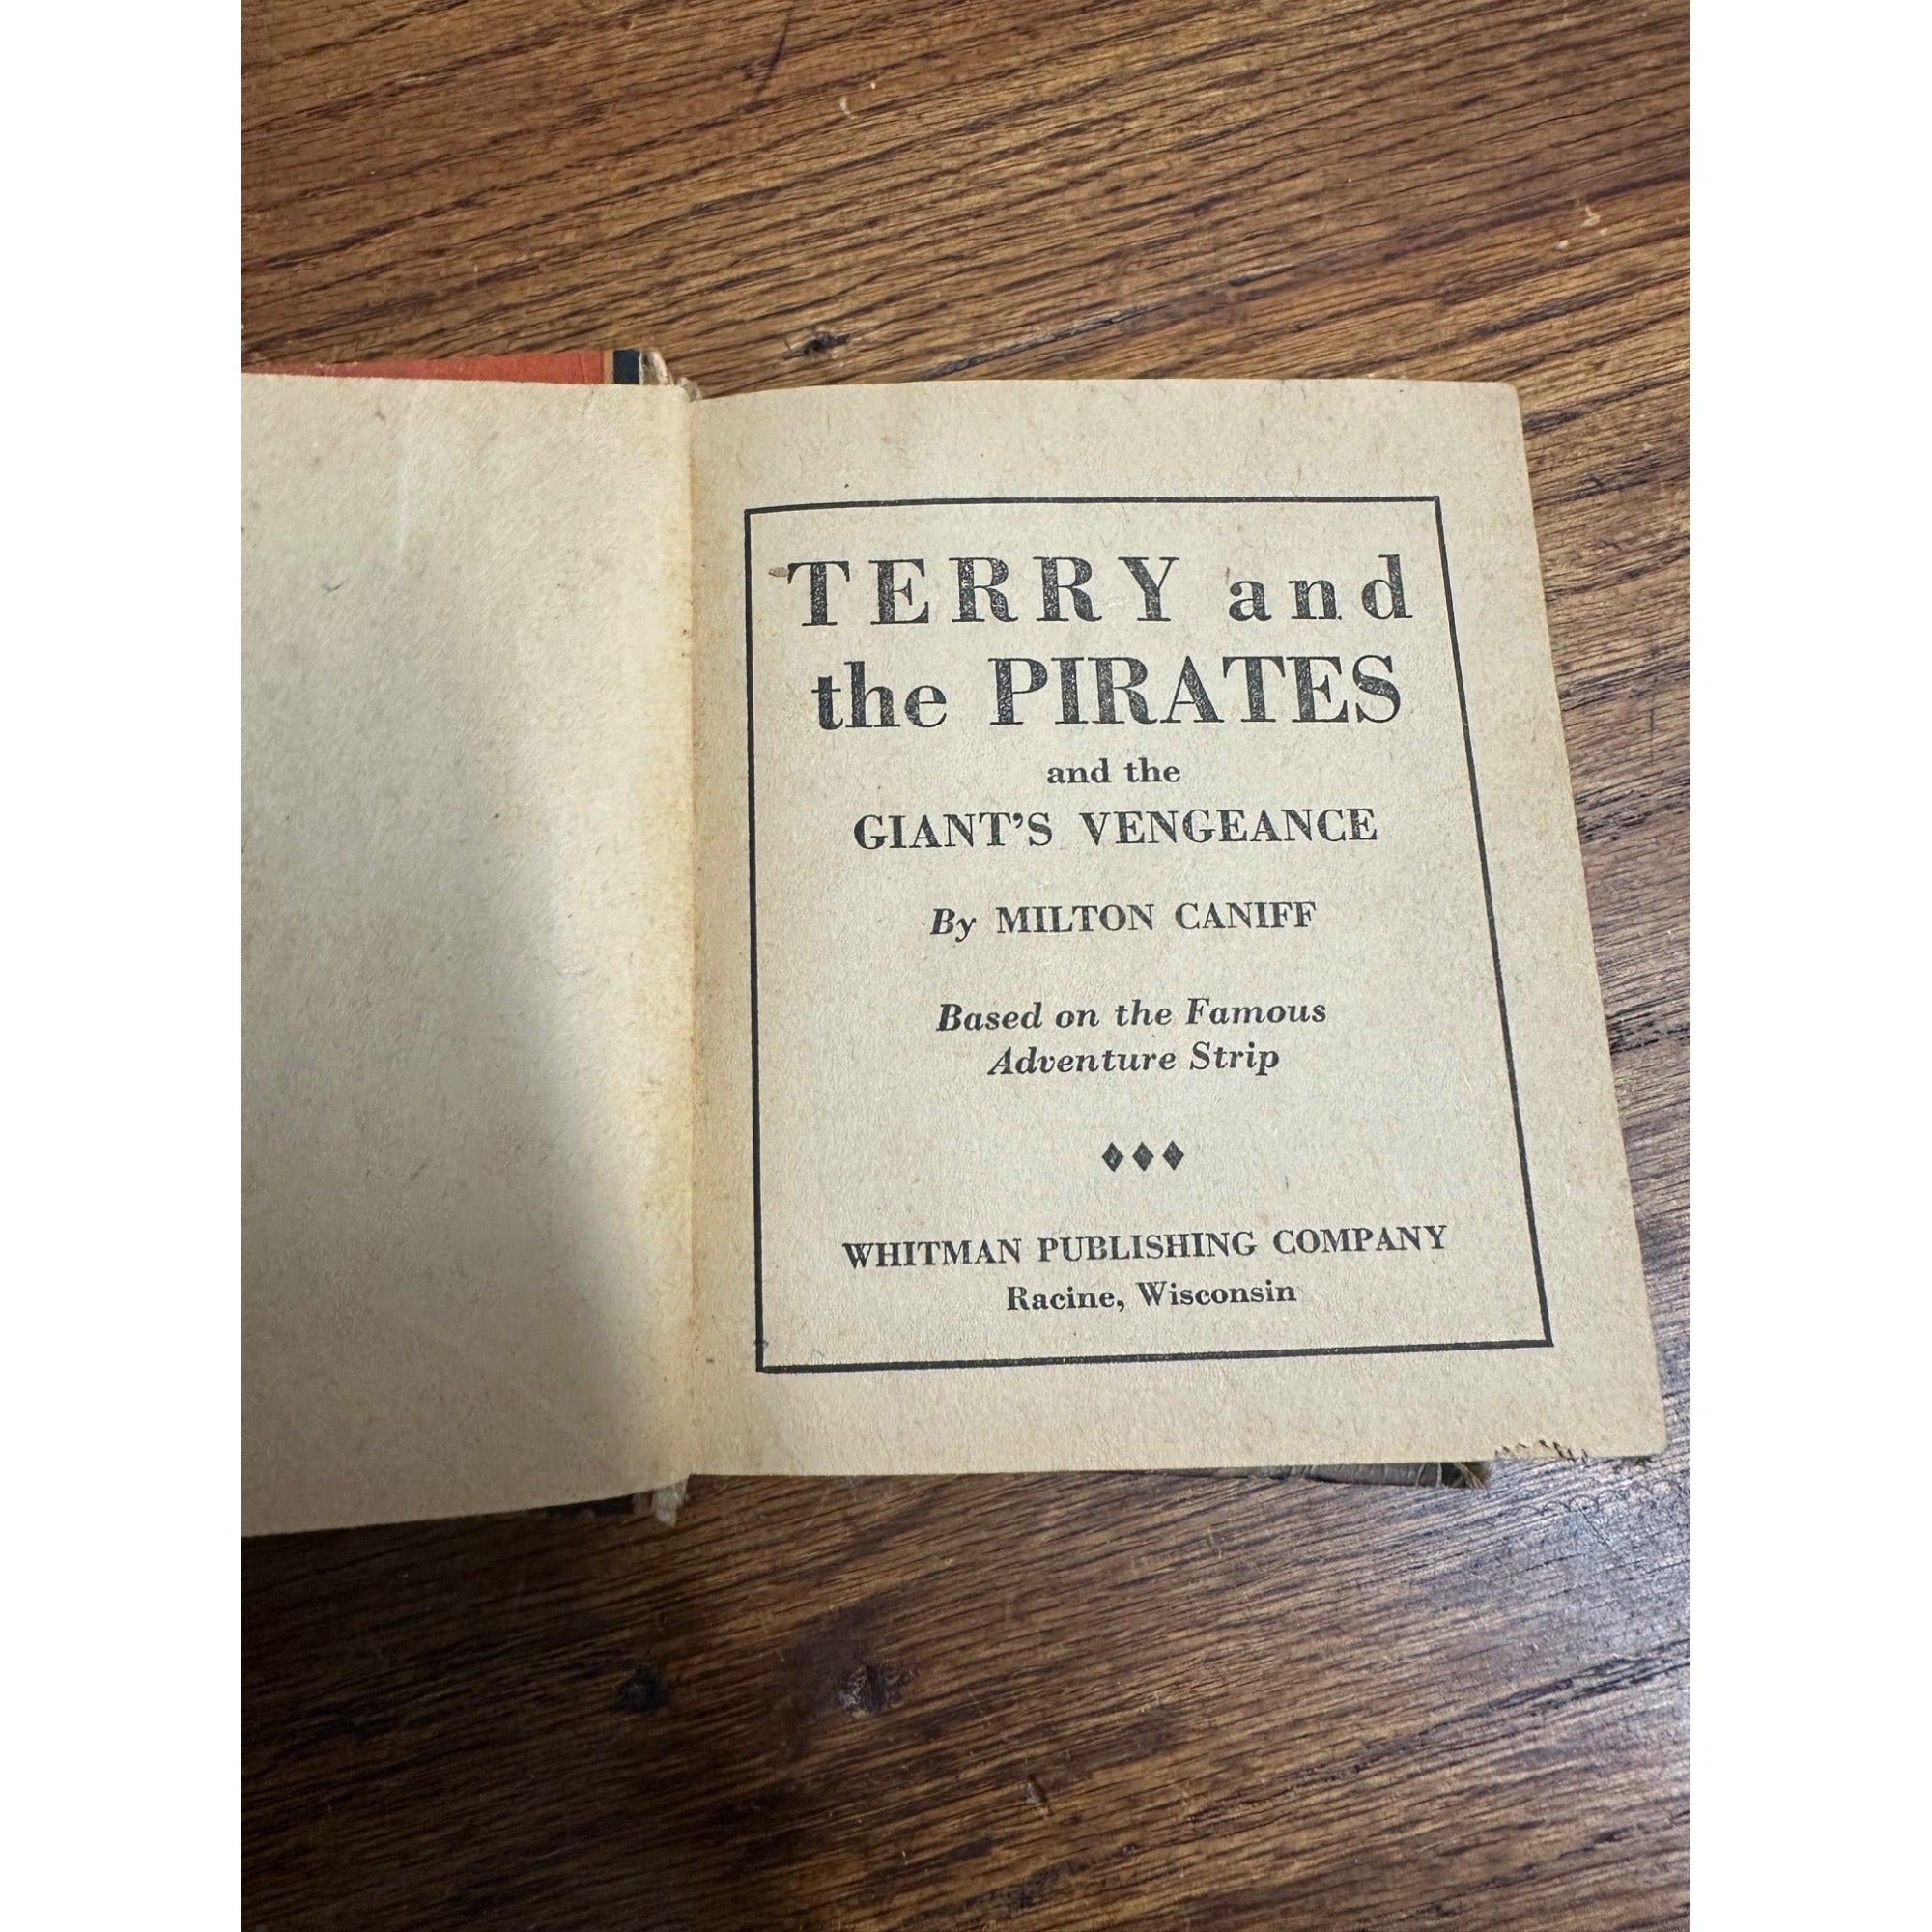 TERRY and
the PIRATES
and the
GIANT'S VENGEANCE
By MILTON CANIFF
Based on the Famous
Adventure Strip
♦♦♦
WHITMAN PUBLISHING COMPANY
Racine, Wisconsin